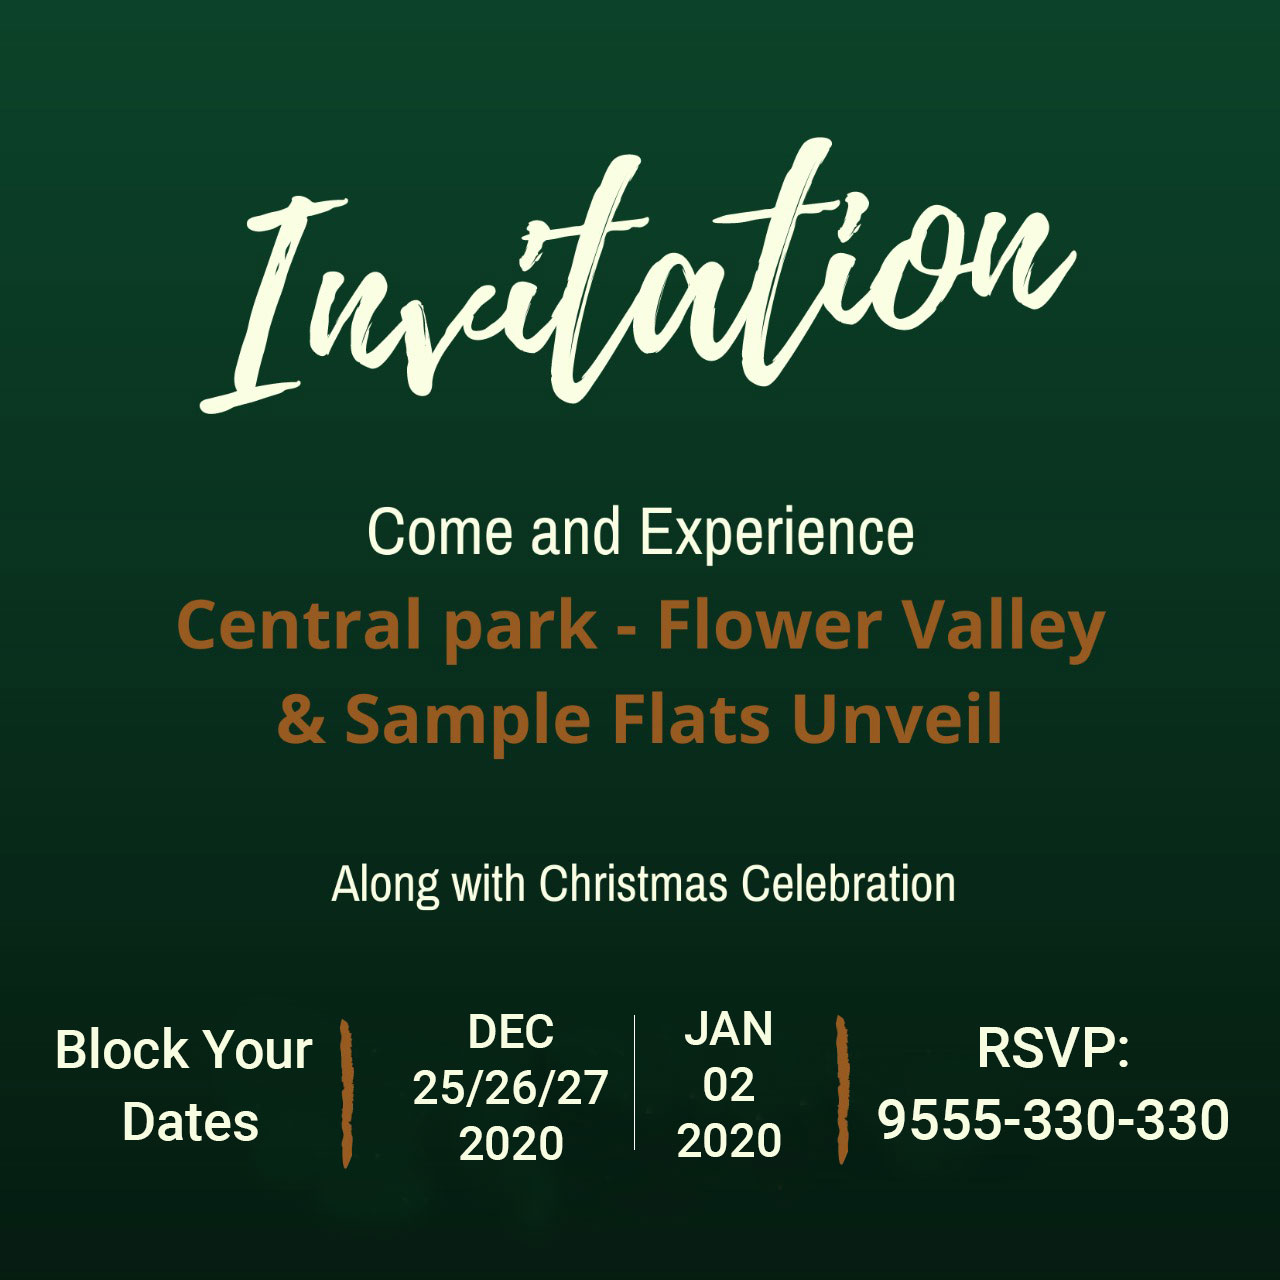 Invitation
Come and Experience
Central park - Flower Valley
& Sample Flats Unveil
Along with Christmas Celebration
Block Your
Dates
DEC
25/26/27
2020
JAN
02
2020
RSVP:
9555-330-330